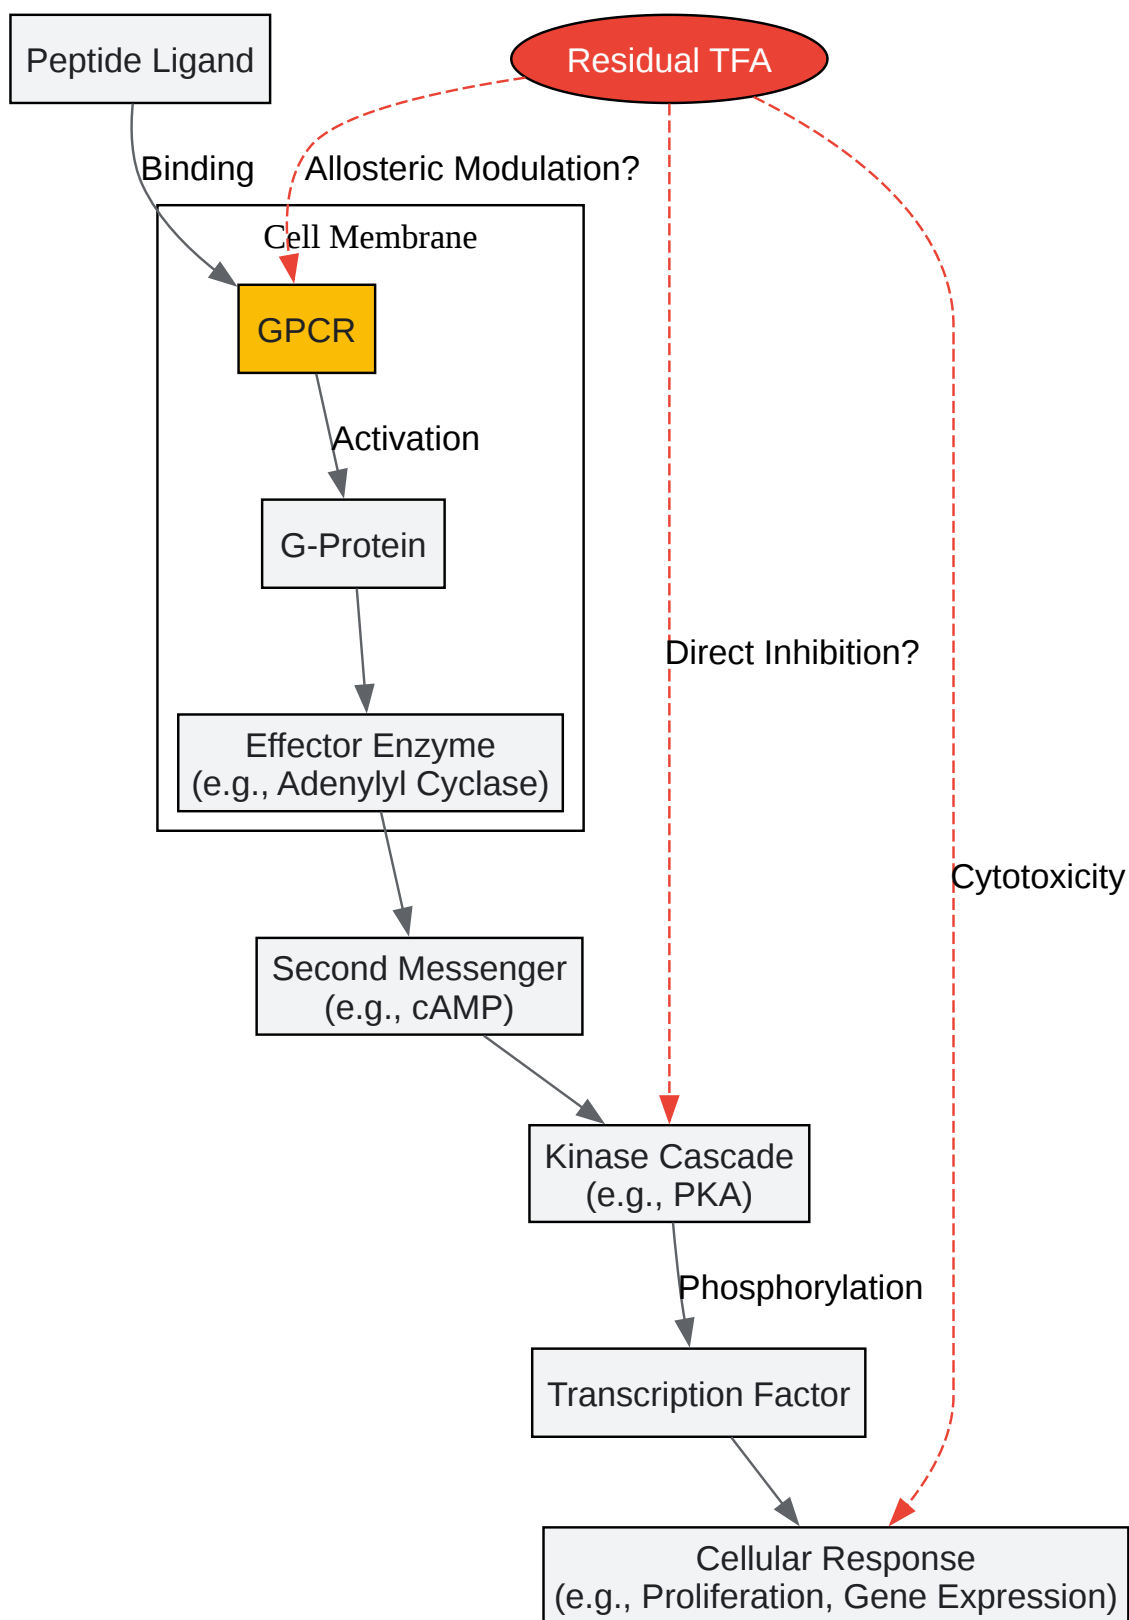 Peptide Ligand
Residual TFA
Binding
Allosteric Modulation?
Cell Membrane
GPCR
Activation
G-Protein
Direct Inhibition?
Effector Enzyme
(e.g., Adenylyl Cyclase)
Cytotoxicity
Second Messenger
(e.g., cAMP)
Kinase Cascade
(e.g., PKA)
Phosphorylation
Transcription Factor
Cellular Response
(e.g., Proliferation, Gene Expression)